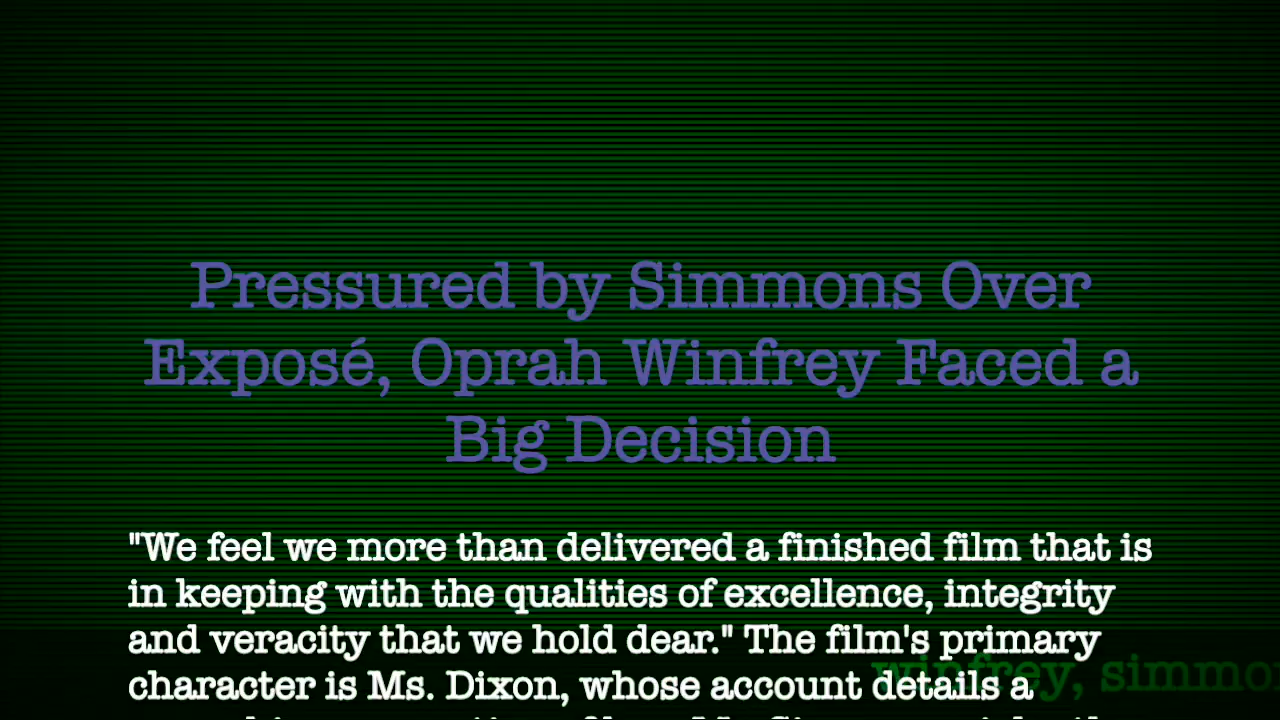 Pressured by Simmons Over
Exposé, Oprah Winfrey Faced a
Big Decision
"We feel we more than delivered a finished film that is
in keeping with the qualities of excellence, integrity
and veracity that we hold dear." The film's primary
character is Ms. Dixon, whose account details a
winfrey, simmo